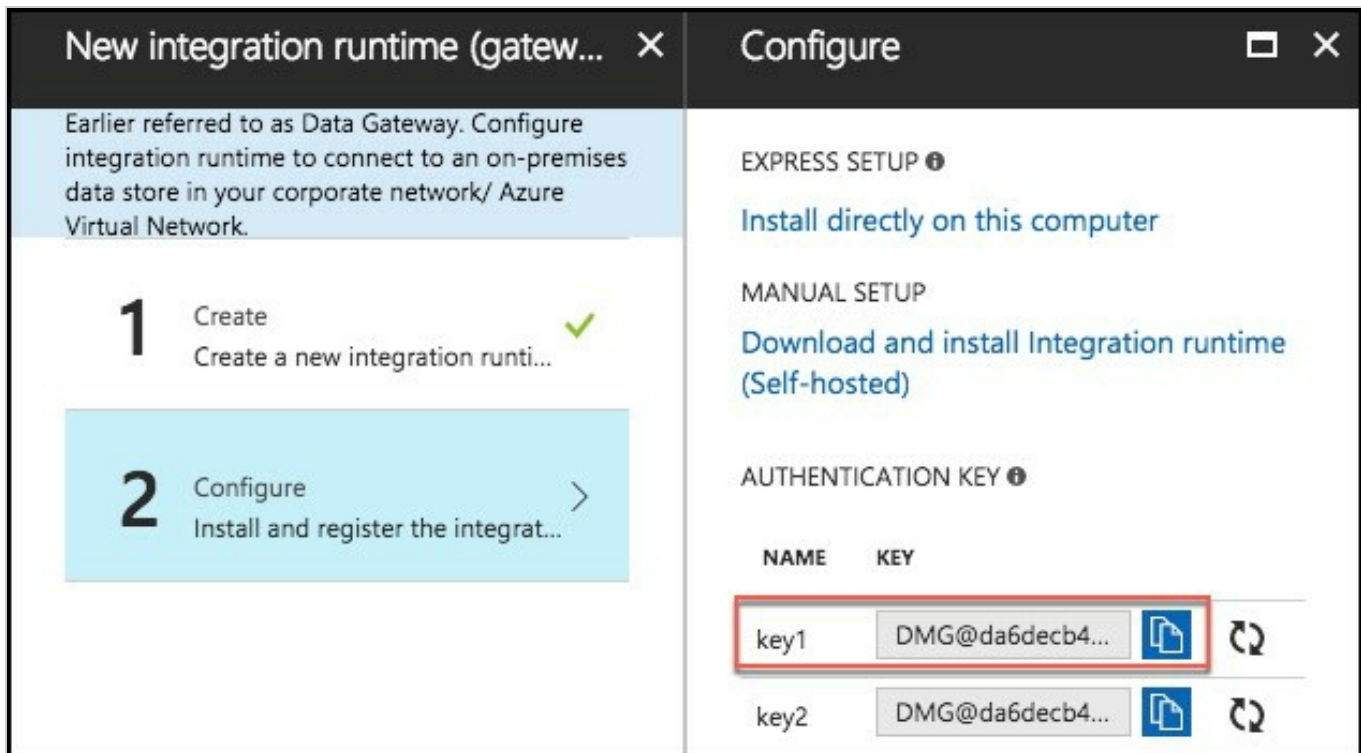 New integration runtime (gatew...
Earlier referred to as Data Gateway. Configure
integration runtime to connect to an on-premises
data store in your corporate network/ Azure
Virtual Network.
1
Create
Create a new integration runti...
2
Configure
Install and register the integrat...
Configure
EXPRESS SETUP
Install directly on this computer
MANUAL SETUP
Download and install Integration runtime
(Self-hosted)
AUTHENTICATION KEY
NAME KEY
key1 DMG@da6decb4...
key2 DMG@da6decb4...